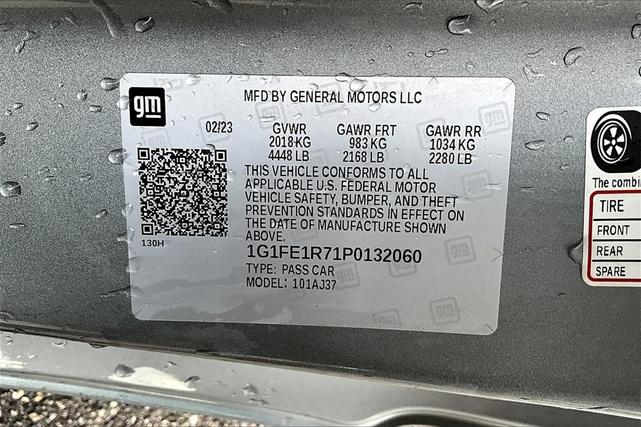 gm
MFD BY GENERAL MOTORS LLC
02/23 GVWR GAWR FRT GAWR RR
2018 KG 983 KG 1034 KG
4448 LB 2168 LB 2280 LB
THIS VEHICLE CONFORMS TO ALL
APPLICABLE U.S. FEDERAL MOTOR
VEHICLE SAFETY, BUMPER, AND THEFT
PREVENTION STANDARDS IN EFFECT ON
THE DATE OF MANUFACTURE SHOWN
ABOVE.
130H
1G1FE1R71P0132060
TYPE: PASS CAR
MODEL: 101AJ37
The combi
TIRE
FRONT
REAR
SPARE